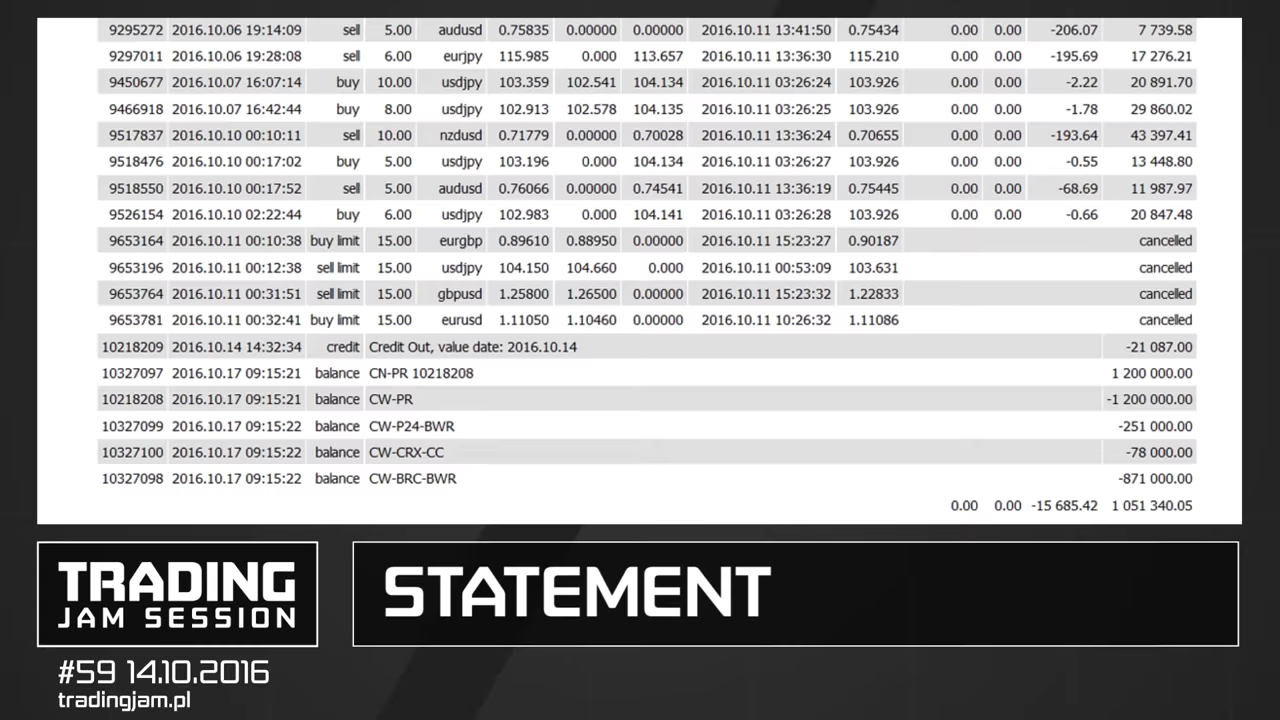 9295272 2016.10.06 19:14:09 sell 5.00 audusd 0.75835 0.00000 0.00000 2016.10.11 13:41:50 0.75434 0.00 0.00 -206.07 7 739.58
9297011 2016.10.06 19:28:08 sell 6.00 eurjpy 115.985 0.000 113.657 2016.10.11 13:36:30 115.210 0.00 0.00 -195.69 17 276.21
9450677 2016.10.07 16:07:14 buy 10.00 usdjpy 103.359 102.541 104.134 2016.10.11 03:26:24 103.926 0.00 0.00 -2.22 20 891.70
9466918 2016.10.07 16:42:44 buy 8.00 usdjpy 102.913 102.578 104.135 2016.10.11 03:26:25 103.926 0.00 0.00 -1.78 29 860.02
9517837 2016.10.10 00:10:11 sell 10.00 nzdusd 0.71779 0.00000 0.70028 2016.10.11 13:36:24 0.70655 0.00 0.00 -193.64 43 397.41
9518476 2016.10.10 00:17:02 buy 5.00 usdjpy 103.196 0.000 104.134 2016.10.11 03:26:27 103.926 0.00 0.00 -0.55 13 448.80
9518550 2016.10.10 00:17:52 sell 5.00 audusd 0.76066 0.00000 0.74541 2016.10.11 13:36:19 0.75445 0.00 0.00 -68.69 11 987.97
9526154 2016.10.10 02:22:44 buy 6.00 usdjpy 102.983 0.000 104.141 2016.10.11 03:26:28 103.926 0.00 0.00 -0.66 20 847.48
9653164 2016.10.11 00:10:38 buy limit 15.00 eurgbp 0.89610 0.88950 0.00000 2016.10.11 15:23:27 0.90187 cancelled
9653196 2016.10.11 00:12:38 sell limit 15.00 usdjpy 104.150 104.660 0.000 2016.10.11 00:53:09 103.631 cancelled
9653764 2016.10.11 00:31:51 sell limit 15.00 gbpusd 1.25800 1.26500 0.00000 2016.10.11 15:23:32 1.22833 cancelled
9653781 2016.10.11 00:32:41 buy limit 15.00 eurusd 1.11050 1.10460 0.00000 2016.10.11 10:26:32 1.11086 cancelled
10218209 2016.10.14 14:32:34 credit Credit Out, value date: 2016.10.14 -21 087.00
10327097 2016.10.17 09:15:21 balance CN-PR 10218208 1 200 000.00
10218208 2016.10.17 09:15:21 balance CW-PR -1 200 000.00
10327099 2016.10.17 09:15:22 balance CW-P24-BWR -251 000.00
10327100 2016.10.17 09:15:22 balance CW-CRX-CC -78 000.00
10327098 2016.10.17 09:15:22 balance CW-BRC-BWR -871 000.00
0.00 0.00 -15 685.42 1 051 340.05
TRADING
JAM SESSION
STATEMENT
#59 14.10.2016
tradingjam.pl